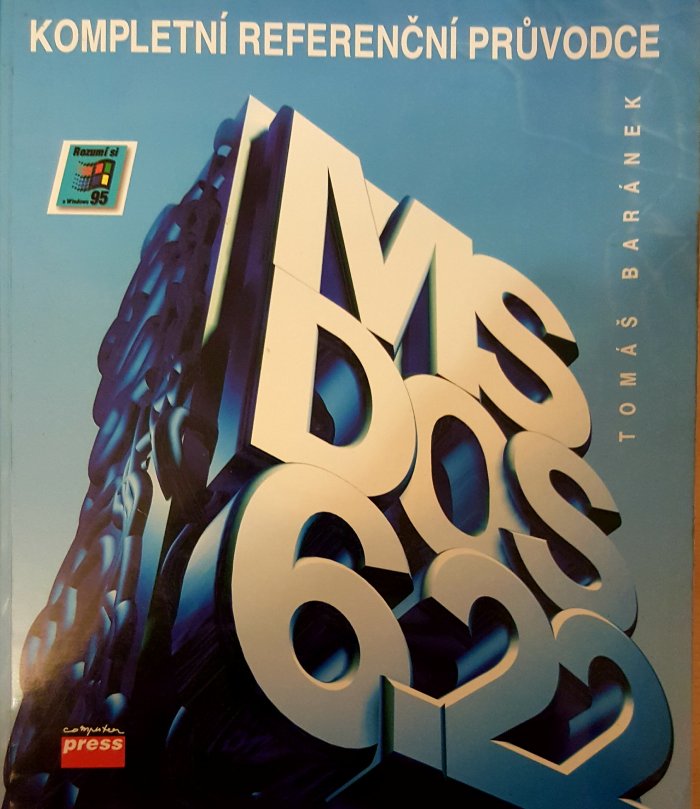 KOMPLETNÍ REFERENČNÍ PRŮVODCE
Rozumí si
s Windows 95
TOMÁŠ BARÁNEK
MS
DOS
6.22
computer
press